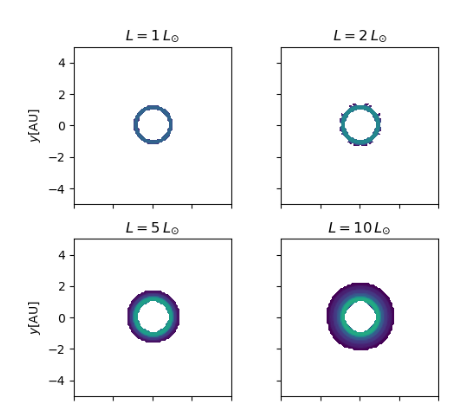 L = 1 L⊙
L = 2 L⊙
4
2
0
−2
−4
y[AU]
L = 5 L⊙
L = 10 L⊙
4
2
0
−2
−4
y[AU]